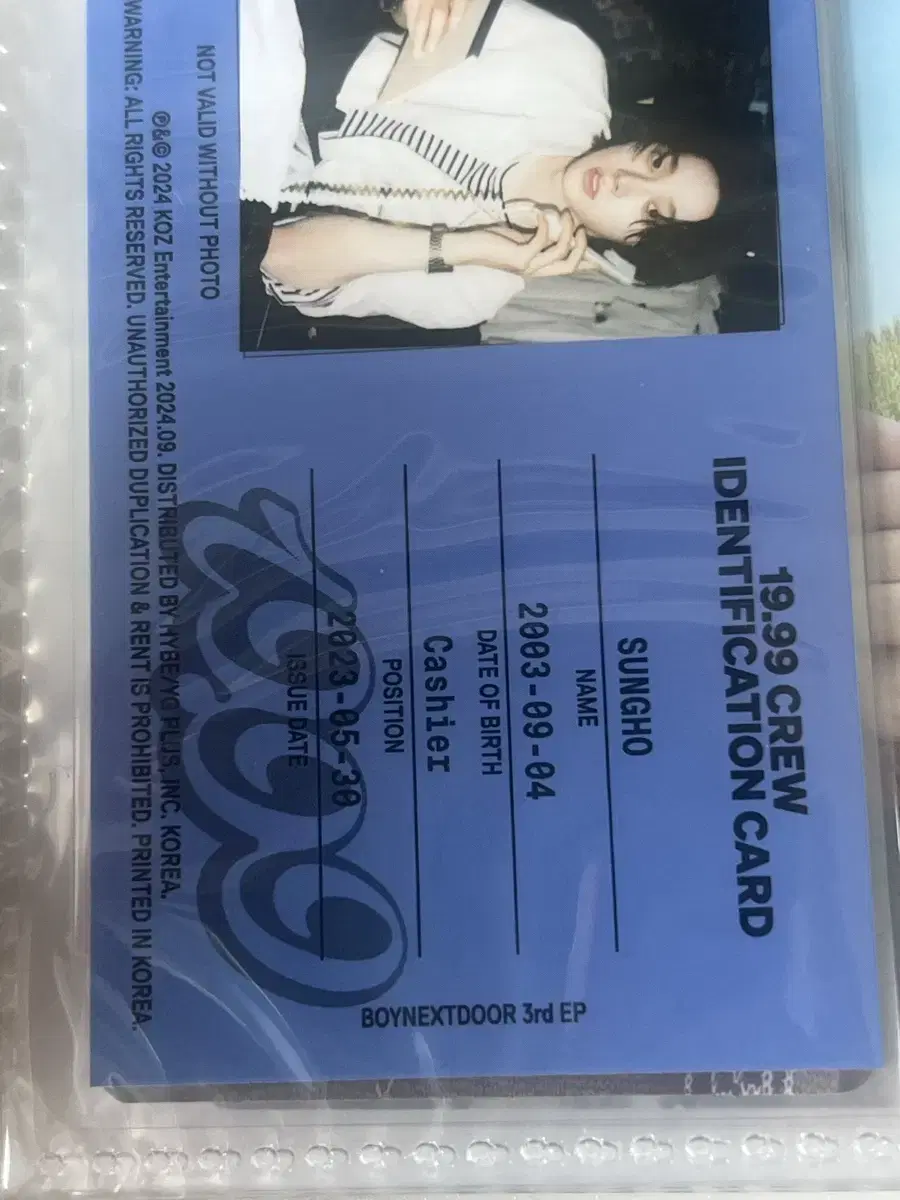 19.99 CREW
IDENTIFICATION CARD
SUNGHO
NAME
2003-09-04
DATE OF BIRTH
Cashier
POSITION
2023-05-30
ISSUE DATE
BOYNEXTDOOR 3rd EP
NOT VALID WITHOUT PHOTO
℗&© 2024 KOZ Entertainment 2024.09. DISTRIBUTED BY HYBE/YG PLUS, INC. KOREA.
WARNING: ALL RIGHTS RESERVED. UNAUTHORIZED DUPLICATION & RENT IS PROHIBITED. PRINTED IN KOREA.